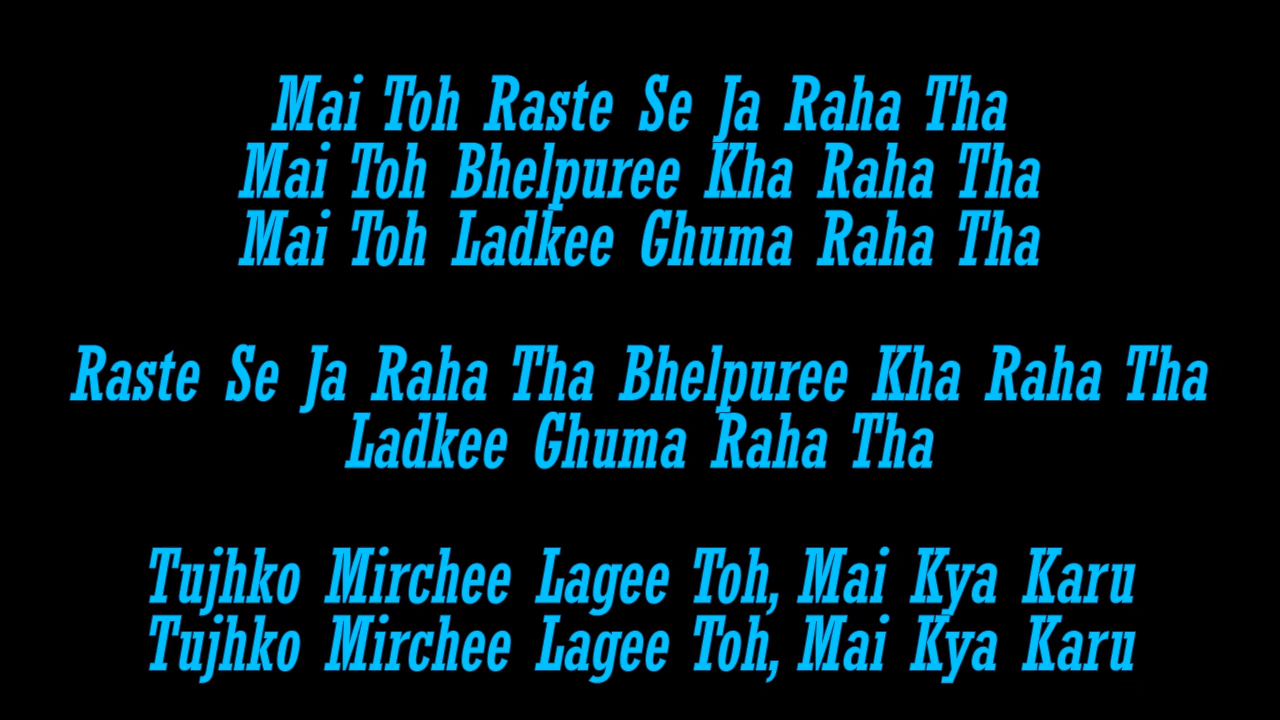 Mai Toh Raste Se Ja Raha Tha
Mai Toh Bhelpuree Kha Raha Tha
Mai Toh Ladkee Ghuma Raha Tha
Raste Se Ja Raha Tha Bhelpuree Kha Raha Tha
Ladkee Ghuma Raha Tha
Tujhko Mirchee Lagee Toh, Mai Kya Karu
Tujhko Mirchee Lagee Toh, Mai Kya Karu